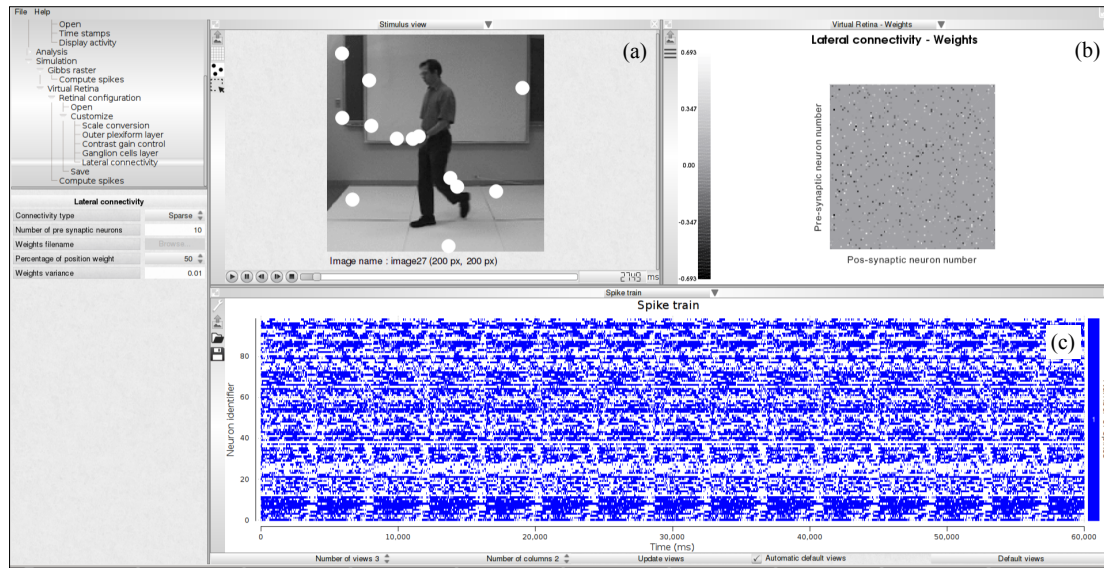 File Help
Open
Time stamps
Display activity
Analysis
Simulation
Gibbs raster
Compute spikes
Virtual Retina
Retinal configuration
Open
Customize
Scale conversion
Outer plexiform layer
Contrast gain control
Ganglion cells layer
Lateral connectivity
Save
Compute spikes
Lateral connectivity
Connectivity type Sparse
Number of pre synaptic neurons 10
Weights filename Browse...
Percentage of position weight 50
Weights variance 0.01
Stimulus view
(a)
Image name : image27 (200 px, 200 px)
2749 ms
Virtual Retina - Weights
Lateral connectivity - Weights
(b)
0.693
0.347
0.00
-0.347
-0.693
Pre-synaptic neuron number
Pos-synaptic neuron number
Spike train
Spike train
(c)
Neuron identifier
80
60
40
20
0
0 10,000 20,000 30,000 40,000 50,000 60,000
Time (ms)
Number of views 3 Number of columns 2 Update views Automatic default views Default views